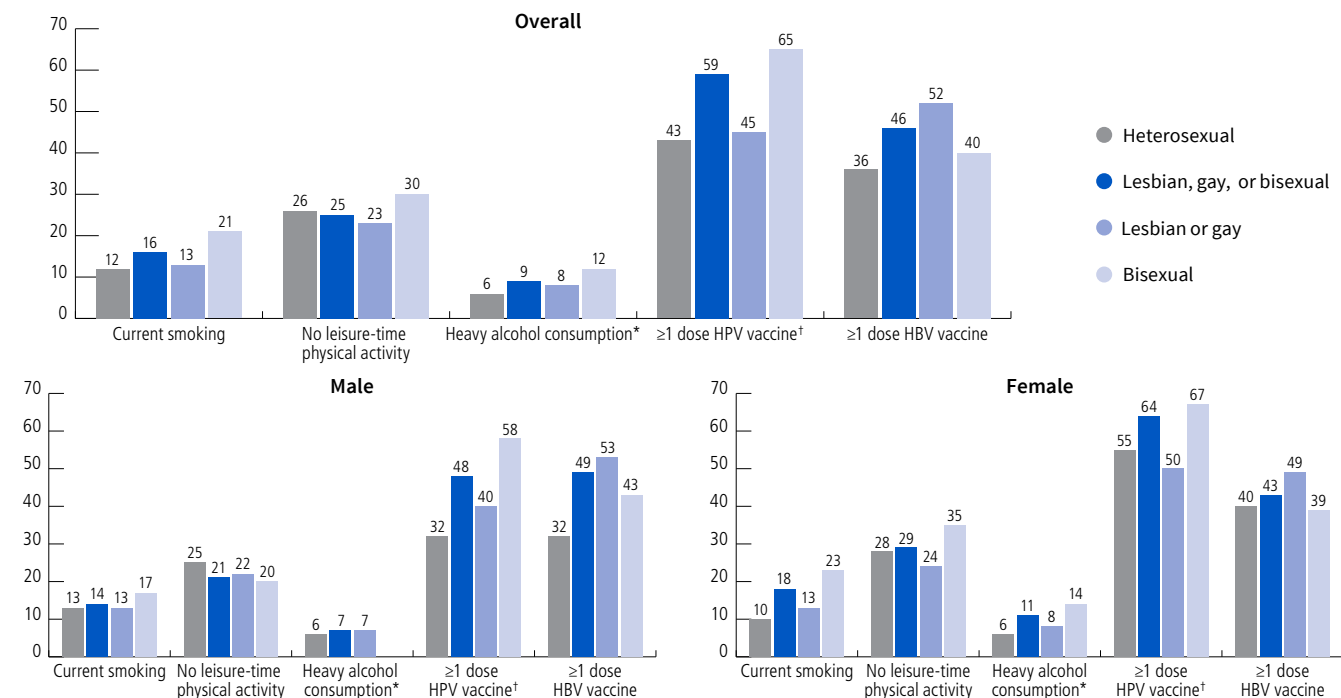 Overall
70
60
50
40
30
20
10
0
12 16 13 21
26 25 23 30
6 9 8 12
43 59 45 65
36 46 52 40
Current smoking
No leisure-time
physical activity
Heavy alcohol consumption*
≥1 dose HPV vaccine†
≥1 dose HBV vaccine
Heterosexual
Lesbian, gay, or bisexual
Lesbian or gay
Bisexual
Male
70
60
50
40
30
20
10
0
13 14 13 17
25 21 22 20
6 7 7
32 48 40 58
32 49 53 43
Current smoking
No leisure-time
physical activity
Heavy alcohol
consumption*
≥1 dose
HPV vaccine†
≥1 dose
HBV vaccine
Female
70
60
50
40
30
20
10
0
10 18 13 23
28 29 24 35
6 11 8 14
55 64 50 67
40 43 49 39
Current smoking
No leisure-time
physical activity
Heavy alcohol
consumption*
≥1 dose
HPV vaccine†
≥1 dose
HBV vaccine